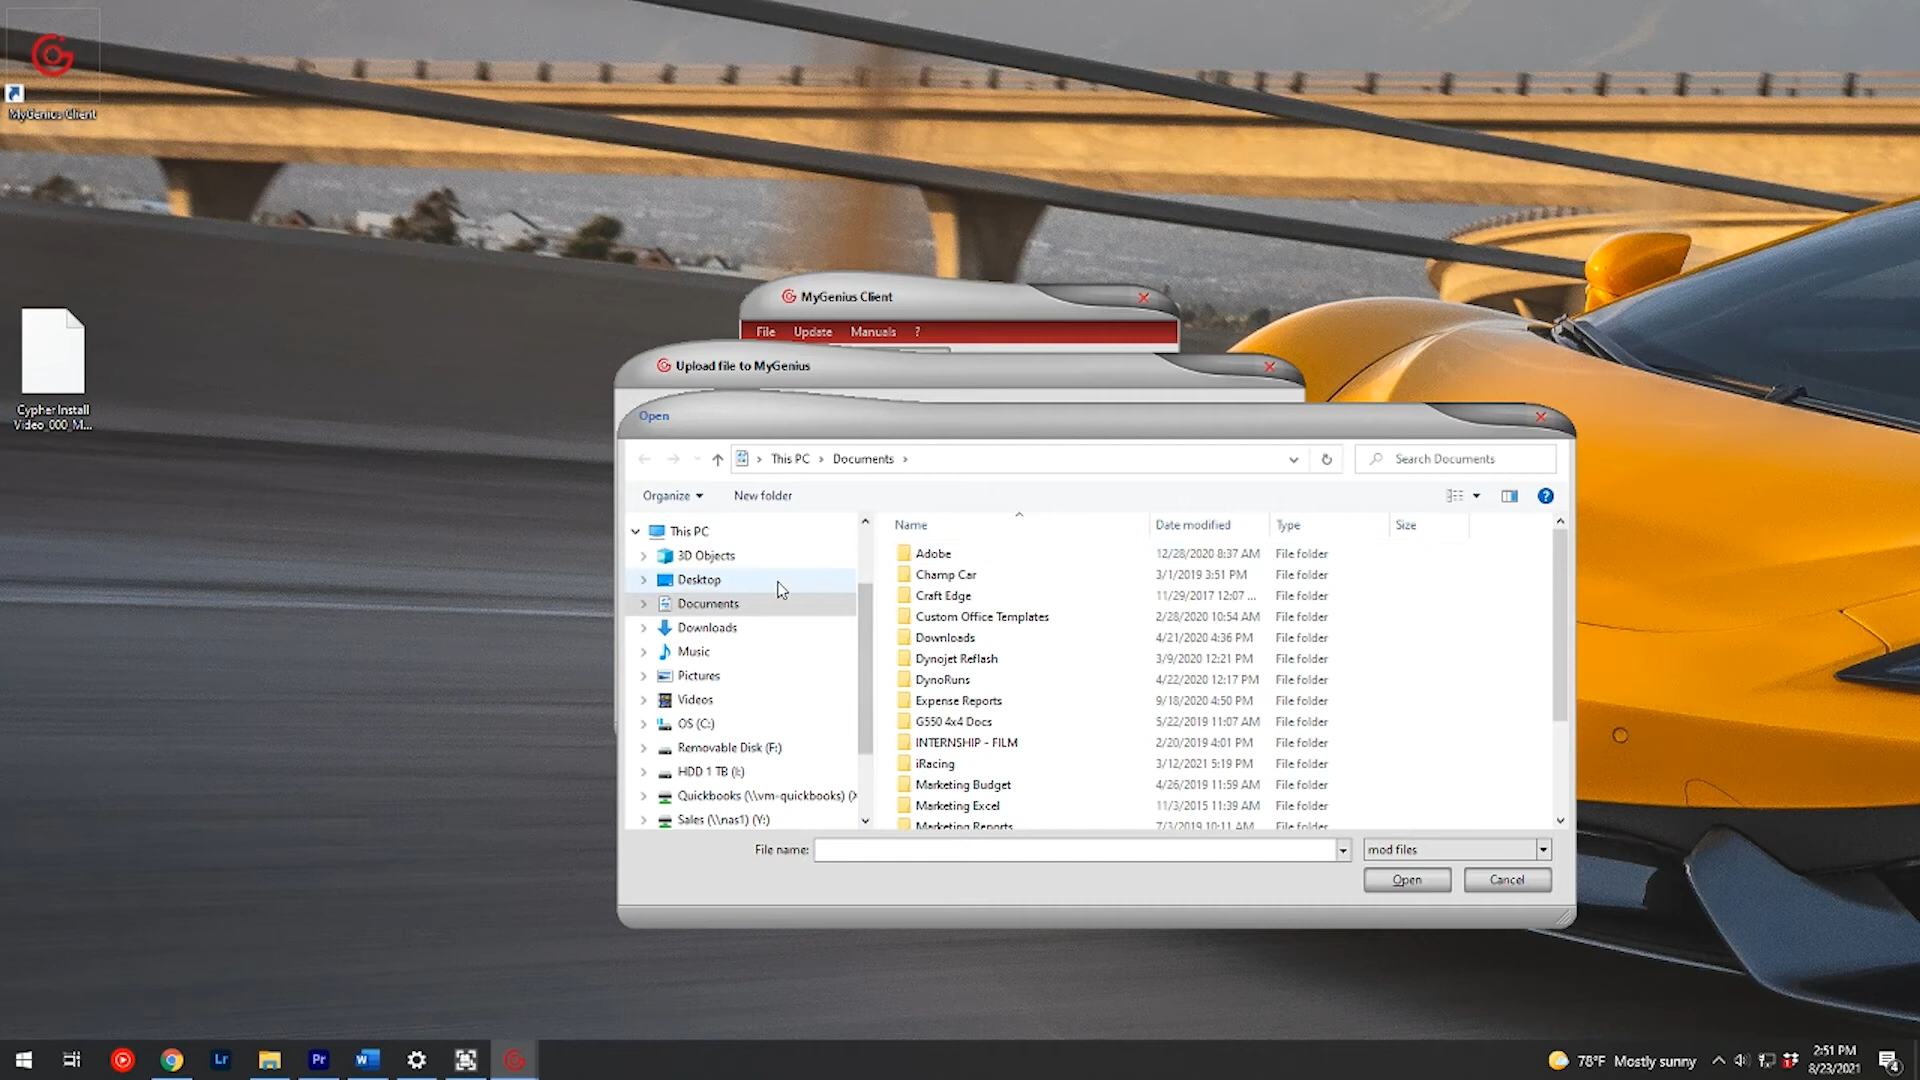 MyGenius Client
Cypher Install
Video_000_M...
MyGenius Client
File Update Manuals ?
Upload file to MyGenius
Open
This PC › Documents ›
Search Documents
Organize
New folder
Name Date modified Type Size
This PC
3D Objects
Desktop
Documents
Downloads
Music
Pictures
Videos
OS (C:)
Removable Disk (F:)
HDD 1 TB (I:)
Quickbooks (\\vm-quickbooks) (X
Sales (\\nas1) (Y:)
Adobe 12/28/2020 8:37 AM File folder
Champ Car 3/1/2019 3:51 PM File folder
Craft Edge 11/29/2017 12:07 ... File folder
Custom Office Templates 2/28/2020 10:54 AM File folder
Downloads 4/21/2020 4:36 PM File folder
Dynojet Reflash 3/9/2020 12:21 PM File folder
DynoRuns 4/22/2020 12:17 PM File folder
Expense Reports 9/18/2020 4:50 PM File folder
G550 4x4 Docs 5/22/2019 11:07 AM File folder
INTERNSHIP - FILM 2/20/2019 4:01 PM File folder
iRacing 3/12/2021 5:19 PM File folder
Marketing Budget 4/26/2019 11:59 AM File folder
Marketing Excel 11/3/2015 11:39 AM File folder
Marketing Reports 7/3/2019 10:11 AM File folder
File name:
mod files
Open
Cancel
Lr
Pr
W
78°F Mostly sunny
2:51 PM
8/23/2021
4